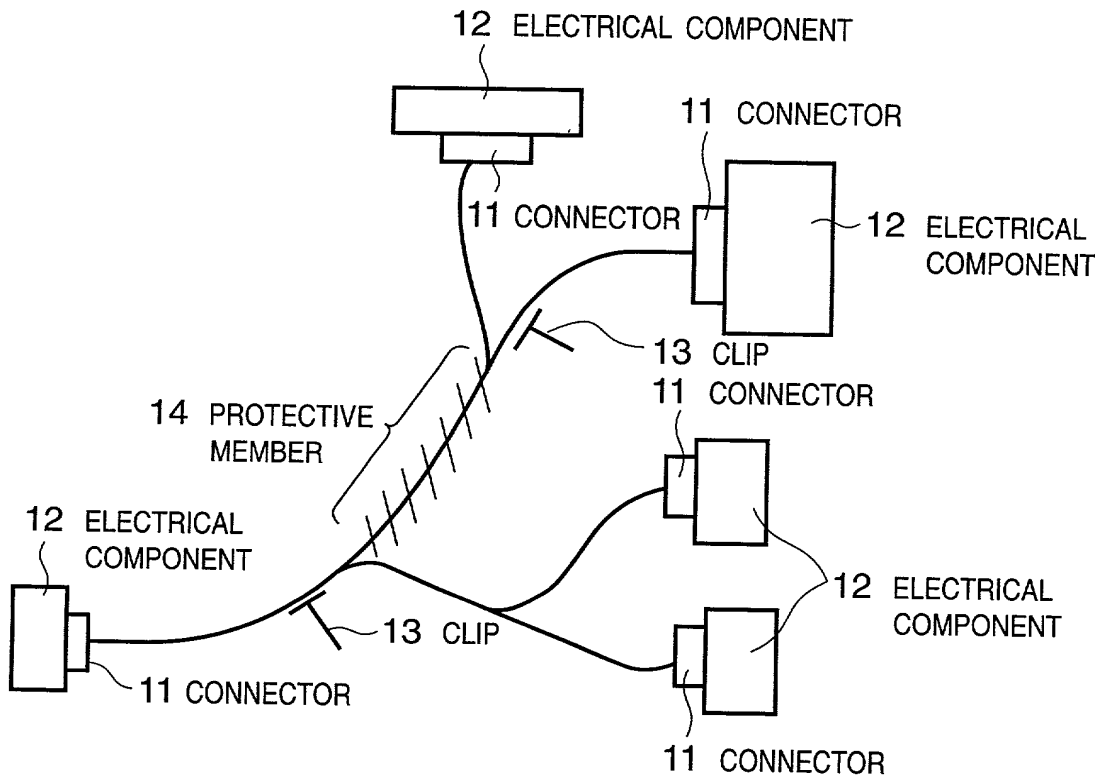 12 ELECTRICAL COMPONENT
11 CONNECTOR
11 CONNECTOR
12 ELECTRICAL
COMPONENT
13 CLIP
11 CONNECTOR
14 PROTECTIVE
MEMBER
12 ELECTRICAL
COMPONENT
12 ELECTRICAL
COMPONENT
13 CLIP
11 CONNECTOR
11 CONNECTOR